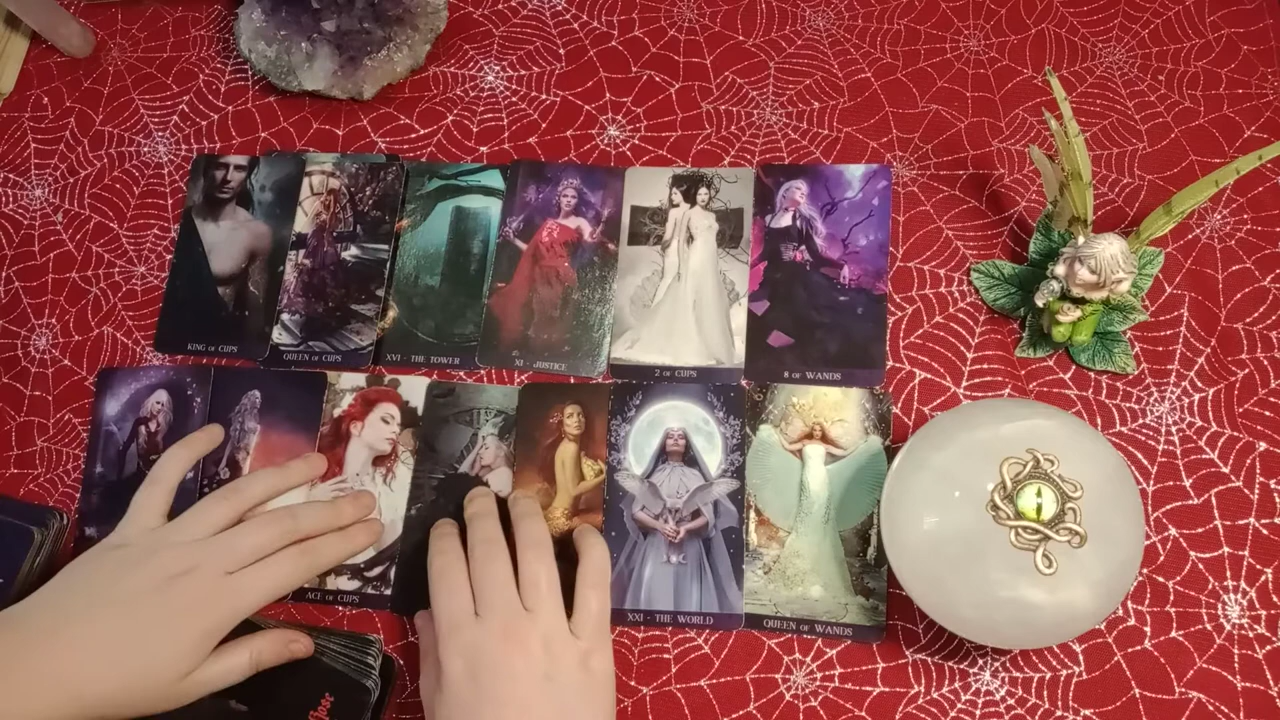 KING OF CUPS
QUEEN OF CUPS
XVI - THE TOWER
XI - JUSTICE
2 OF CUPS
8 OF WANDS
ACE OF CUPS
XXI - THE WORLD
QUEEN OF WANDS